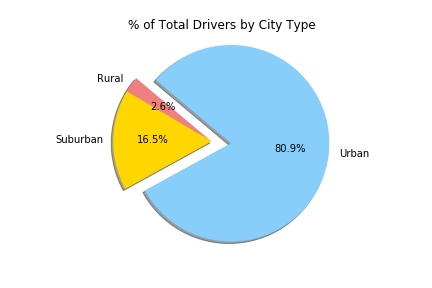 % of Total Drivers by City Type
Rural
2.6%
Suburban
16.5%
80.9%
Urban